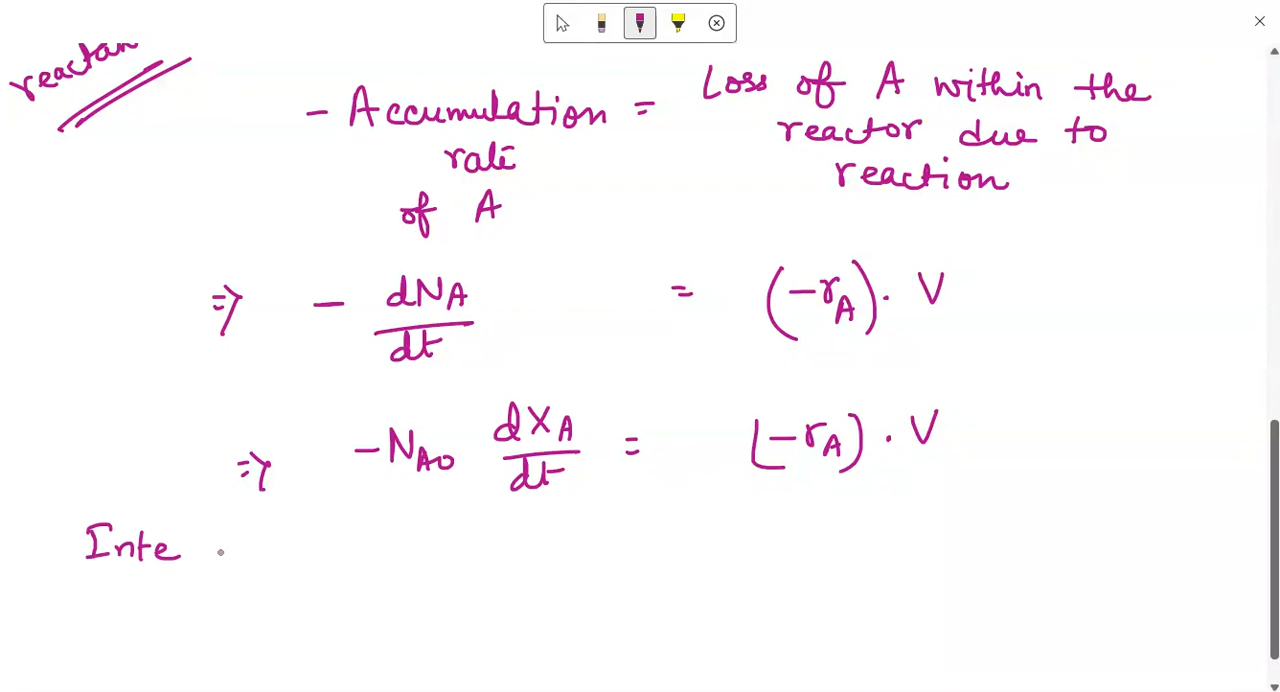 reactan
- Accumulation rate of A = Loss of A within the reactor due to reaction
⇒ - dNA/dt = (-rA) . V
⇒ -NA0 dXA/dt = (-rA) . V
Inte